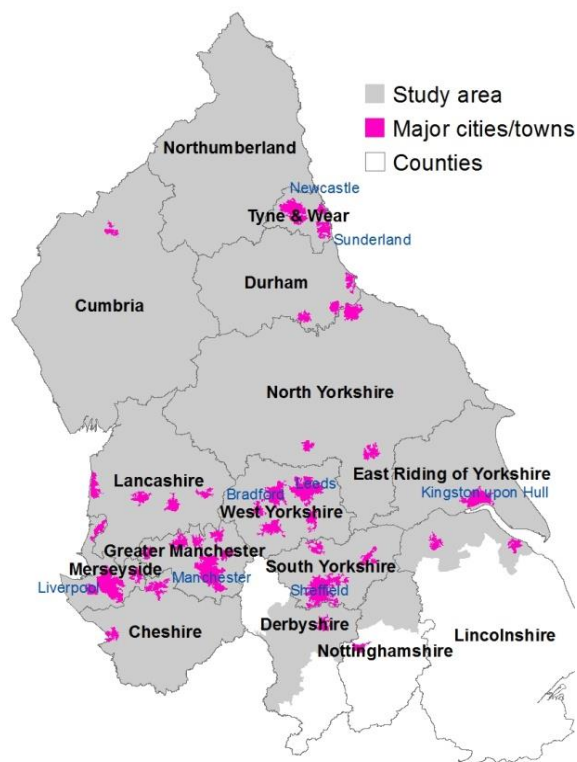 Study area
Major cities/towns
Counties
Northumberland
Newcastle
Tyne & Wear
Sunderland
Durham
Cumbria
North Yorkshire
Lancashire
East Riding of Yorkshire
Bradford
Leeds
Kingston upon Hull
West Yorkshire
Greater Manchester
Merseyside
South Yorkshire
Manchester
Liverpool
Sheffield
Cheshire
Derbyshire
Lincolnshire
Nottinghamshire